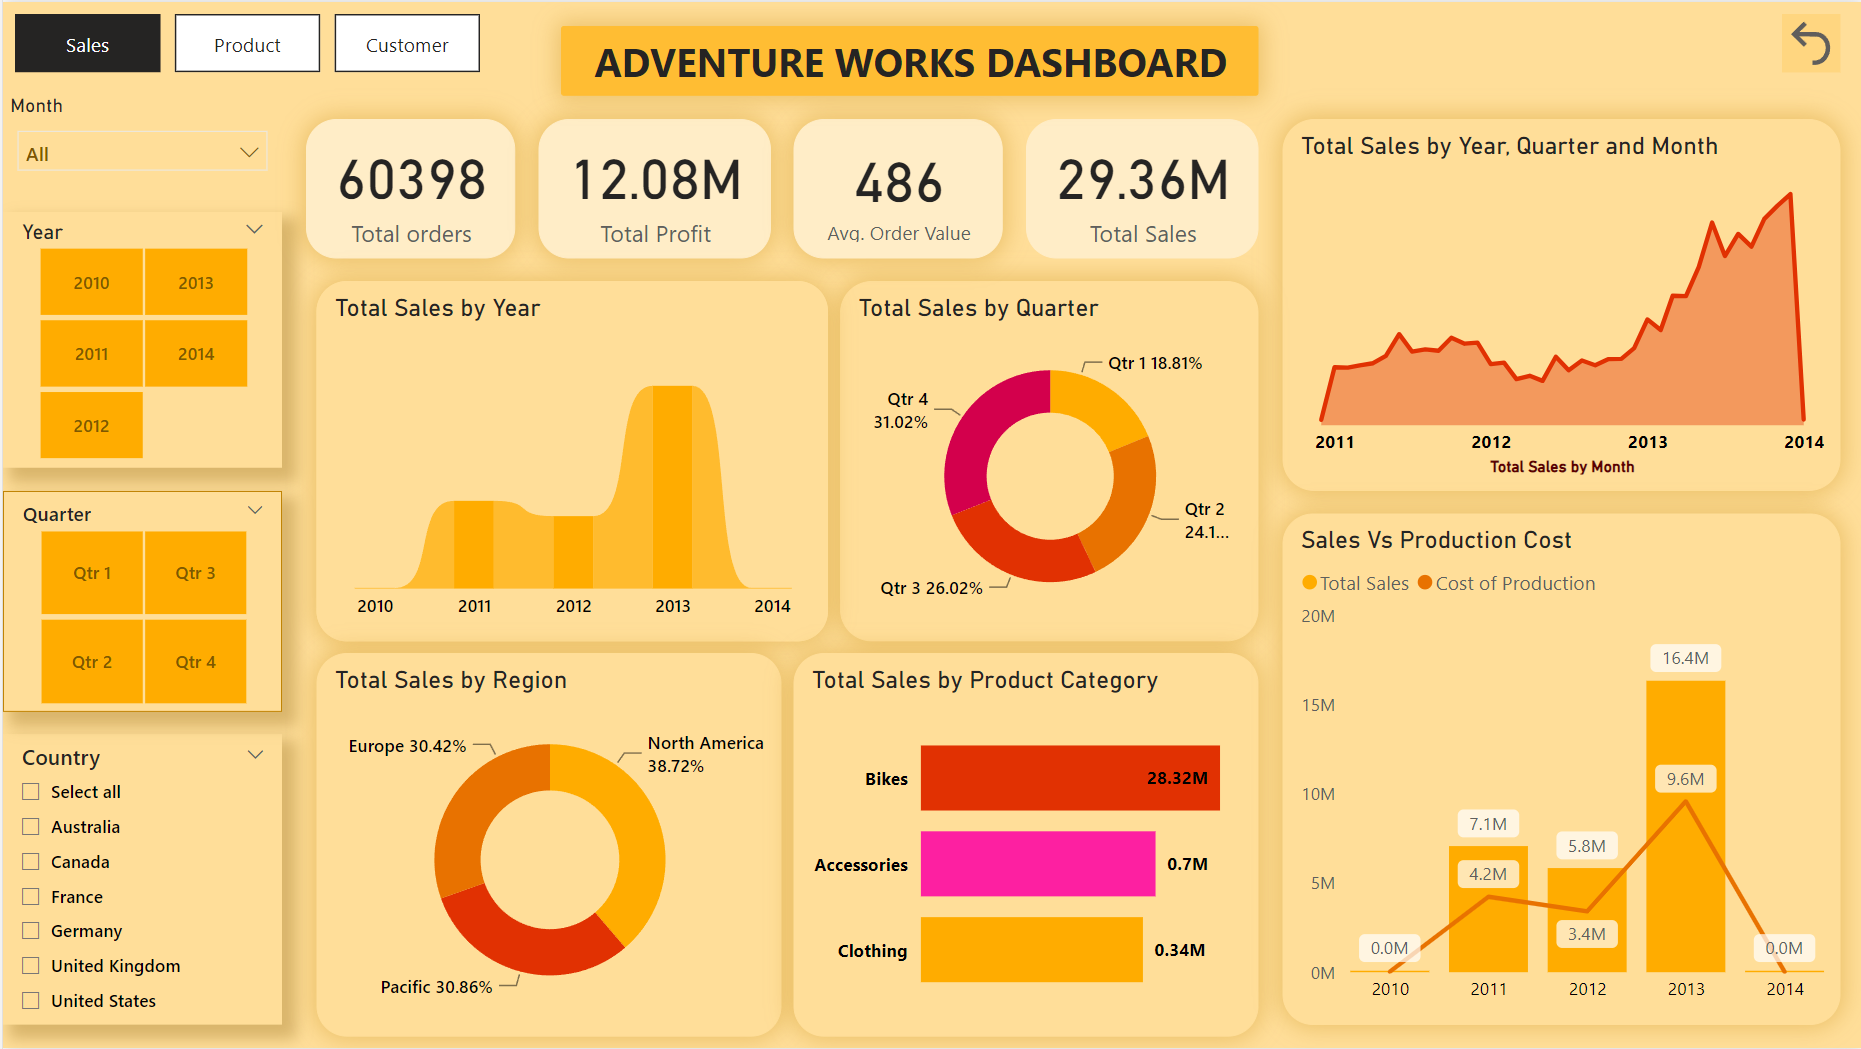 Sales
Product
Customer
ADVENTURE WORKS DASHBOARD
Month
All
Year
2010
2013
2011
2014
2012
Quarter
Qtr 1
Qtr 3
Qtr 2
Qtr 4
Country
Select all
Australia
Canada
France
Germany
United Kingdom
United States
60398
Total orders
12.08M
Total Profit
486
Avg. Order Value
29.36M
Total Sales
Total Sales by Year
2010 2011 2012 2013 2014
Total Sales by Quarter
Qtr 1 18.81%
Qtr 4
31.02%
Qtr 2
24.1...
Qtr 3 26.02%
Total Sales by Region
Europe 30.42%
North America
38.72%
Pacific 30.86%
Total Sales by Product Category
Bikes 28.32M
Accessories 0.7M
Clothing 0.34M
Total Sales by Year, Quarter and Month
2011 2012 2013 2014
Total Sales by Month
Sales Vs Production Cost
Total Sales Cost of Production
20M
15M
10M
5M
0M
16.4M
9.6M
7.1M
5.8M
4.2M
3.4M
0.0M
0.0M
2010 2011 2012 2013 2014